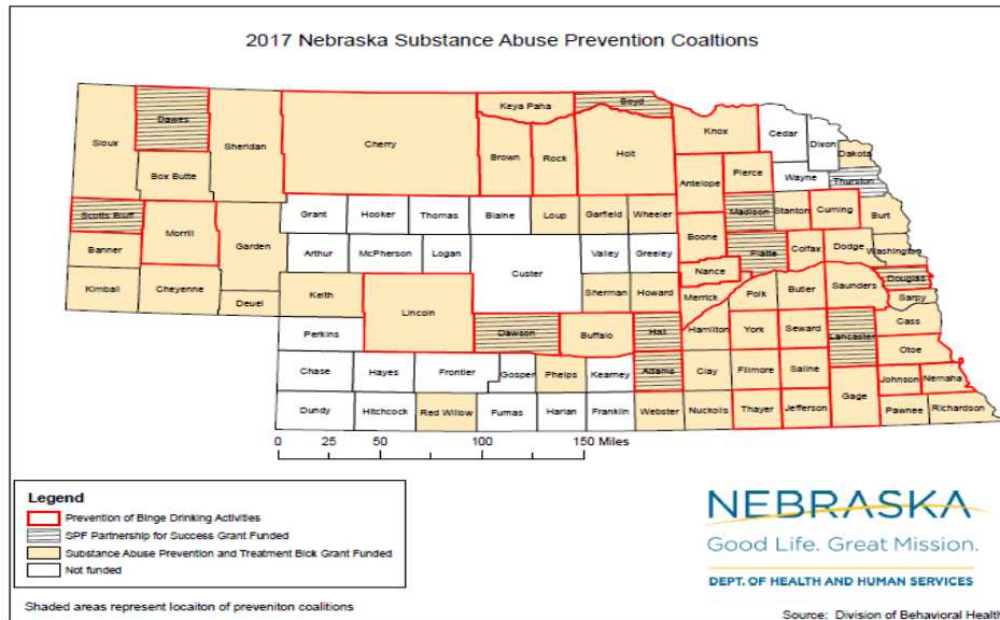 2017 Nebraska Substance Abuse Prevention Coaltions
Keya Paha
Boyd
Dawes
Knox
Cedar
Sioux
Sheridan
Cherry
Brown
Rock
Holt
Dixon
Dakota
Box Butte
Antelope
Pierce
Wayne
Thurston
Scotts Bluff
Grant
Hooker
Thomas
Blaine
Loup
Garfield
Wheeler
Madison
Stanton
Cuming
Burt
Morrill
Garden
Banner
Arthur
McPherson
Logan
Custer
Valley
Greeley
Boone
Platte
Colfax
Dodge
Washington
Nance
Kimball
Cheyenne
Deuel
Keith
Lincoln
Sherman
Howard
Merrick
Polk
Butler
Saunders
Douglas
Sarpy
Perkins
Dawson
Buffalo
Hall
Hamilton
York
Seward
Lancaster
Cass
Otoe
Chase
Hayes
Frontier
Gosper
Phelps
Kearney
Adams
Clay
Fillmore
Saline
Gage
Johnson
Nemaha
Dundy
Hitchcock
Red Willow
Furnas
Harlan
Franklin
Webster
Nuckolls
Thayer
Jefferson
Pawnee
Richardson
0 25 50 100 150 Miles
Legend
Prevention of Binge Drinking Activities
SPF Partnership for Success Grant Funded
Substance Abuse Prevention and Treatment Blck Grant Funded
Not funded
Shaded areas represent locaiton of preveniton coalitions
NEBRASKA
Good Life. Great Mission.
DEPT. OF HEALTH AND HUMAN SERVICES
Source: Division of Behavioral Health